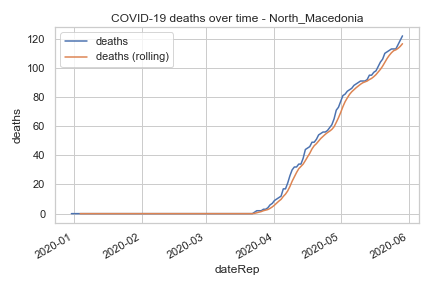 COVID-19 deaths over time - North_Macedonia
deaths
deaths (rolling)
120
100
80
60
40
20
0
deaths
2020-01
2020-02
2020-03
2020-04
2020-05
2020-06
dateRep